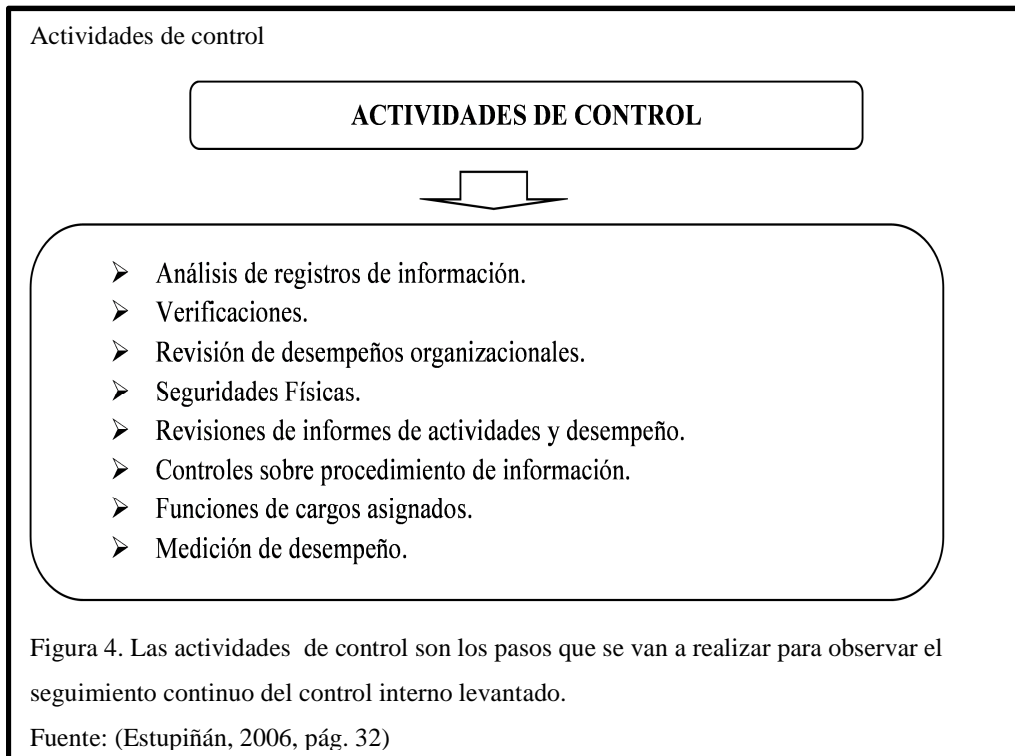 Actividades de control
ACTIVIDADES DE CONTROL
➢ Análisis de registros de información.
➢ Verificaciones.
➢ Revisión de desempeños organizacionales.
➢ Seguridades Físicas.
➢ Revisiones de informes de actividades y desempeño.
➢ Controles sobre procedimiento de información.
➢ Funciones de cargos asignados.
➢ Medición de desempeño.
Figura 4. Las actividades de control son los pasos que se van a realizar para observar el
seguimiento continuo del control interno levantado.
Fuente: (Estupiñán, 2006, pág. 32)